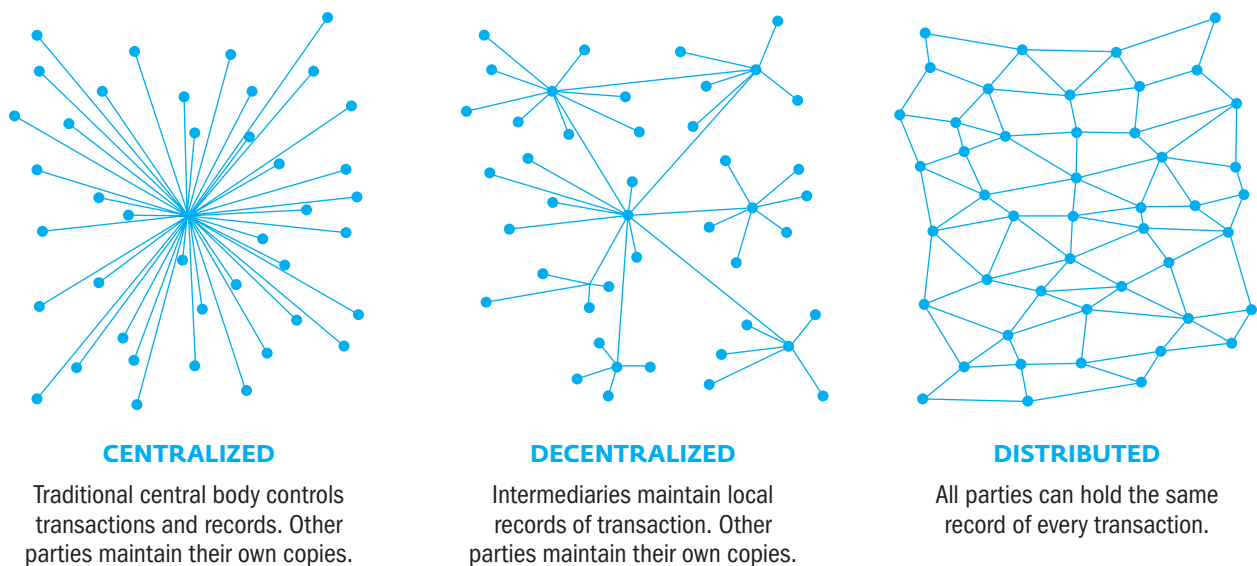 CENTRALIZED
Traditional central body controls
transactions and records. Other
parties maintain their own copies.
DECENTRALIZED
Intermediaries maintain local
records of transaction. Other
parties maintain their own copies.
DISTRIBUTED
All parties can hold the same
record of every transaction.